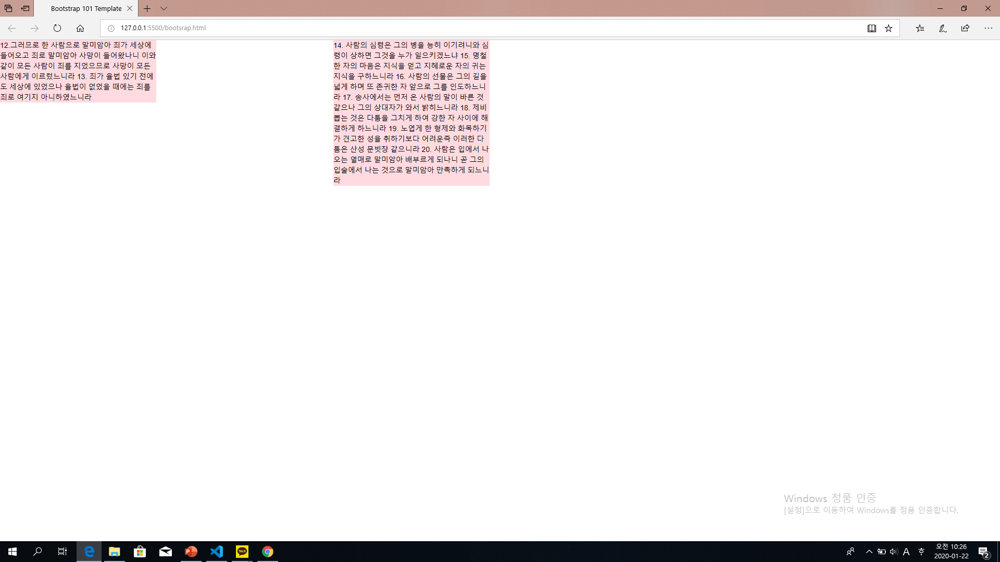 Bootstrap 101 Template
127.0.0.1:5500/bootsrap.html
12.그러므로 한 사람으로 말미암아 죄가 세상에
들어오고 죄로 말미암아 사망이 들어왔나니 이와
같이 모든 사람이 죄를 지었으므로 사망이 모든
사람에게 이르렀느니라 13. 죄가 율법 있기 전에
도 세상에 있었으나 율법이 없었을 때에는 죄를
죄로 여기지 아니하였느니라
14. 사람의 심령은 그의 병을 능히 이기려니와 심
령이 상하면 그것을 누가 일으키겠느냐 15. 명철
한 자의 마음은 지식을 얻고 지혜로운 자의 귀는
지식을 구하느니라 16. 사람의 선물은 그의 길을
넓게 하며 또 존귀한 자 앞으로 그를 인도하느니
라 17. 송사에서는 먼저 온 사람의 말이 바른 것
같으나 그의 상대자가 와서 밝히느니라 18. 제비
뽑는 것은 다툼을 그치게 하여 강한 자 사이에 해
결하게 하느니라 19. 노엽게 한 형제와 화목하기
가 견고한 성을 취하기보다 어려운즉 이러한 다
툼은 산성 문빗장 같으니라 20. 사람은 입에서 나
오는 열매로 말미암아 배부르게 되나니 곧 그의
입술에서 나는 것으로 말미암아 만족하게 되느니
라
Windows 정품 인증
[설정]으로 이동하여 Windows를 정품 인증합니다.
TALK
A
오전 10:26
2020-01-22
2